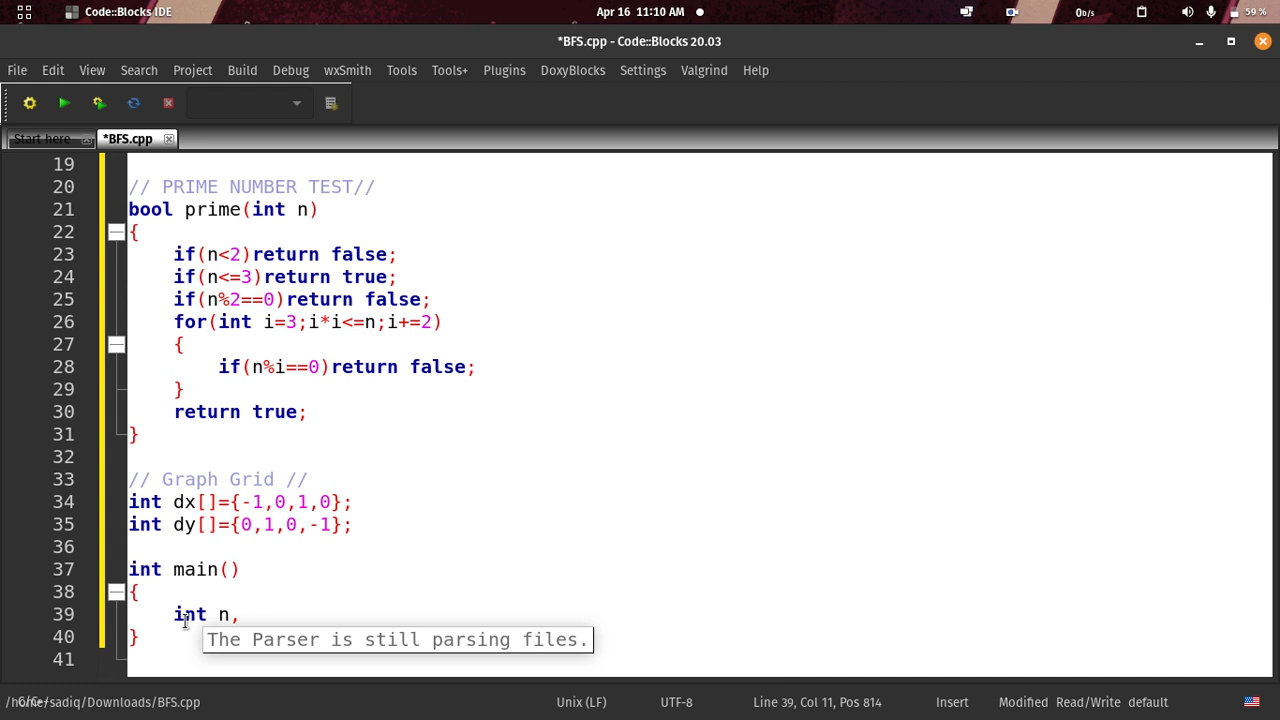 Code::Blocks IDE Apr 16 11:10 AM 0b/s 59 %
*BFS.cpp - Code::Blocks 20.03
File Edit View Search Project Build Debug wxSmith Tools Tools+ Plugins DoxyBlocks Settings Valgrind Help
Start here *BFS.cpp
19
20 // PRIME NUMBER TEST//
21 bool prime(int n)
22 {
23 if(n<2)return false;
24 if(n<=3)return true;
25 if(n%2==0)return false;
26 for(int i=3;i*i<=n;i+=2)
27 {
28 if(n%i==0)return false;
29 }
30 return true;
31 }
32
33 // Graph Grid //
34 int dx[]={-1,0,1,0};
35 int dy[]={0,1,0,-1};
36
37 int main()
38 {
39 int n,
40 }
The Parser is still parsing files.
41
/home/sadiq/Downloads/BFS.cpp Unix (LF) UTF-8 Line 39, Col 11, Pos 814 Insert Modified Read/Write default